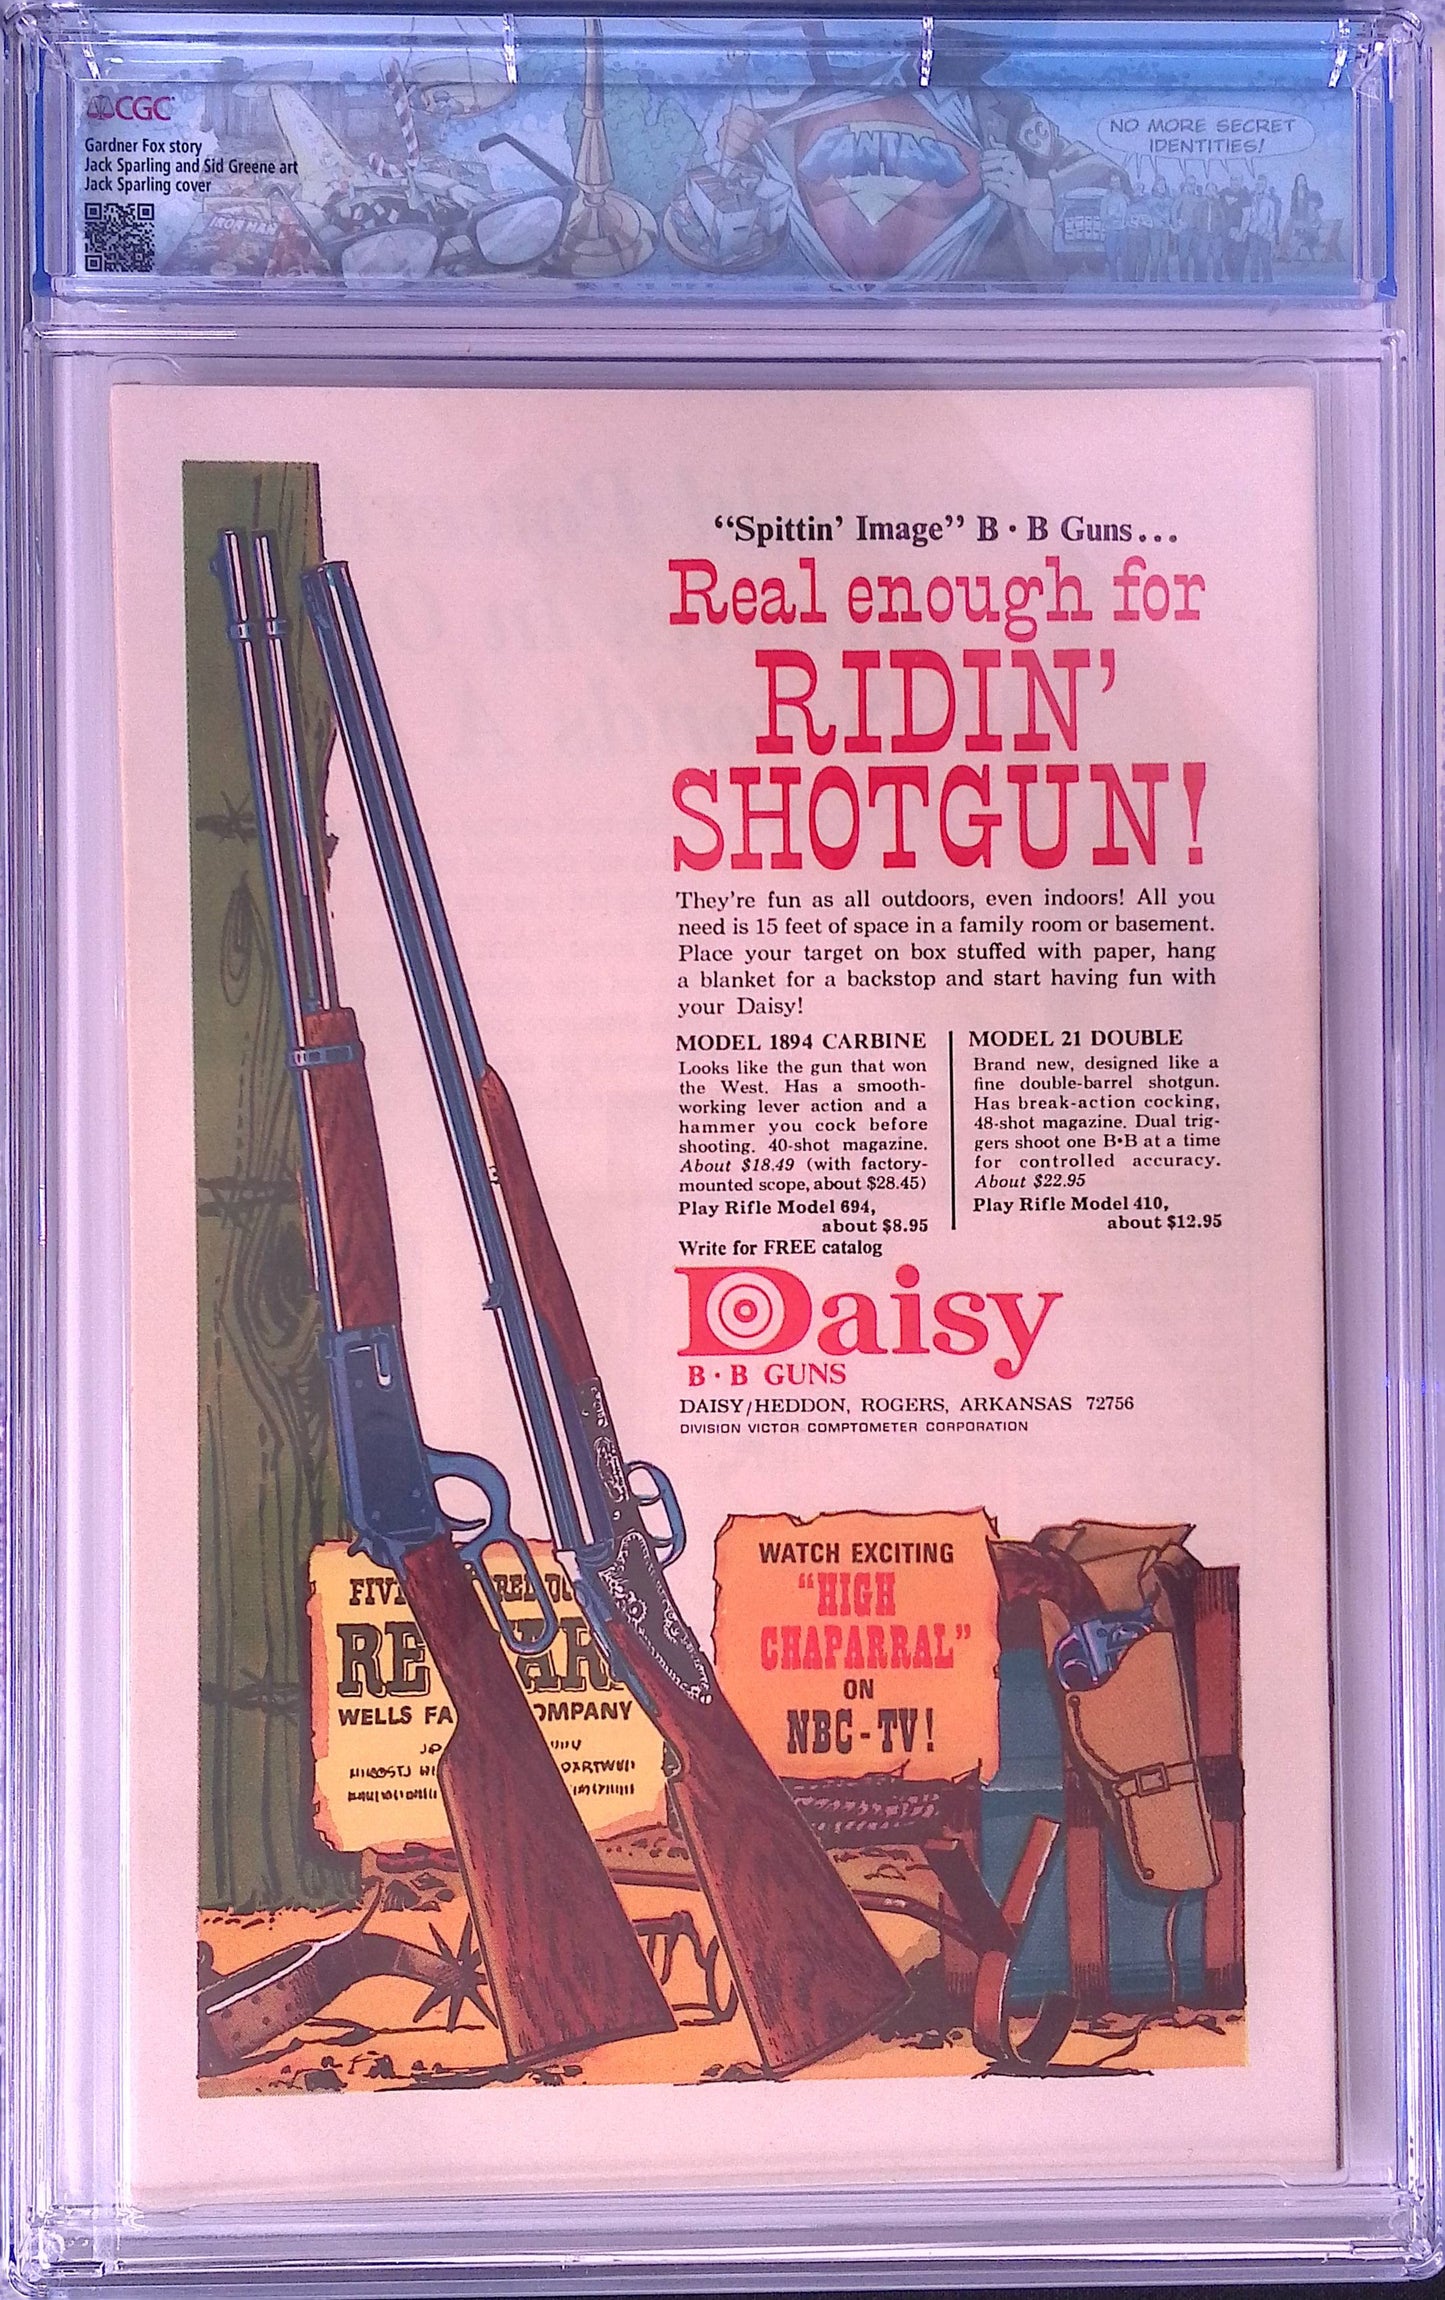 CGC
Gardner Fox story
Jack Sparling and Sid Greene art
Jack Sparling cover
IRON MAN
FANTAST
NO MORE SECRET
IDENTITIES!
“Spittin’ Image” B · B Guns...
Real enough for
RIDIN’
SHOTGUN!
They're fun as all outdoors, even indoors! All you
need is 15 feet of space in a family room or basement.
Place your target on box stuffed with paper, hang
a blanket for a backstop and start having fun with
your Daisy!
MODEL 1894 CARBINE
Looks like the gun that won
the West. Has a smooth-
working lever action and a
hammer you cock before
shooting. 40-shot magazine.
About $18.49 (with factory-
mounted scope, about $28.45)
Play Rifle Model 694,
about $8.95
MODEL 21 DOUBLE
Brand new, designed like a
fine double-barrel shotgun.
Has break-action cocking,
48-shot magazine. Dual trig-
gers shoot one B•B at a time
for controlled accuracy.
About $22.95
Play Rifle Model 410,
about $12.95
Write for FREE catalog
Daisy
B · B GUNS
DAISY/HEDDON, ROGERS, ARKANSAS 72756
DIVISION VICTOR COMPTOMETER CORPORATION
WATCH EXCITING
“HIGH
CHAPARRAL”
ON
NBC-TV!
WELLS FA OMPANY